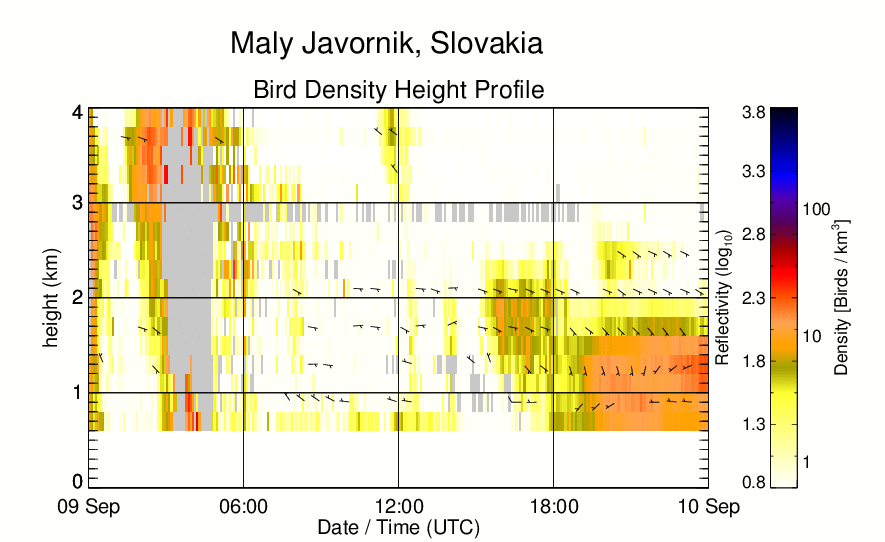 Maly Javornik, Slovakia
Bird Density Height Profile
height (km)
4
3
2
1
0
09 Sep
06:00
12:00
18:00
10 Sep
Date / Time (UTC)
3.8
3.3
2.8
2.3
1.8
1.3
0.8
Reflectivity (log10)
100
10
1
Density [Birds / km3]